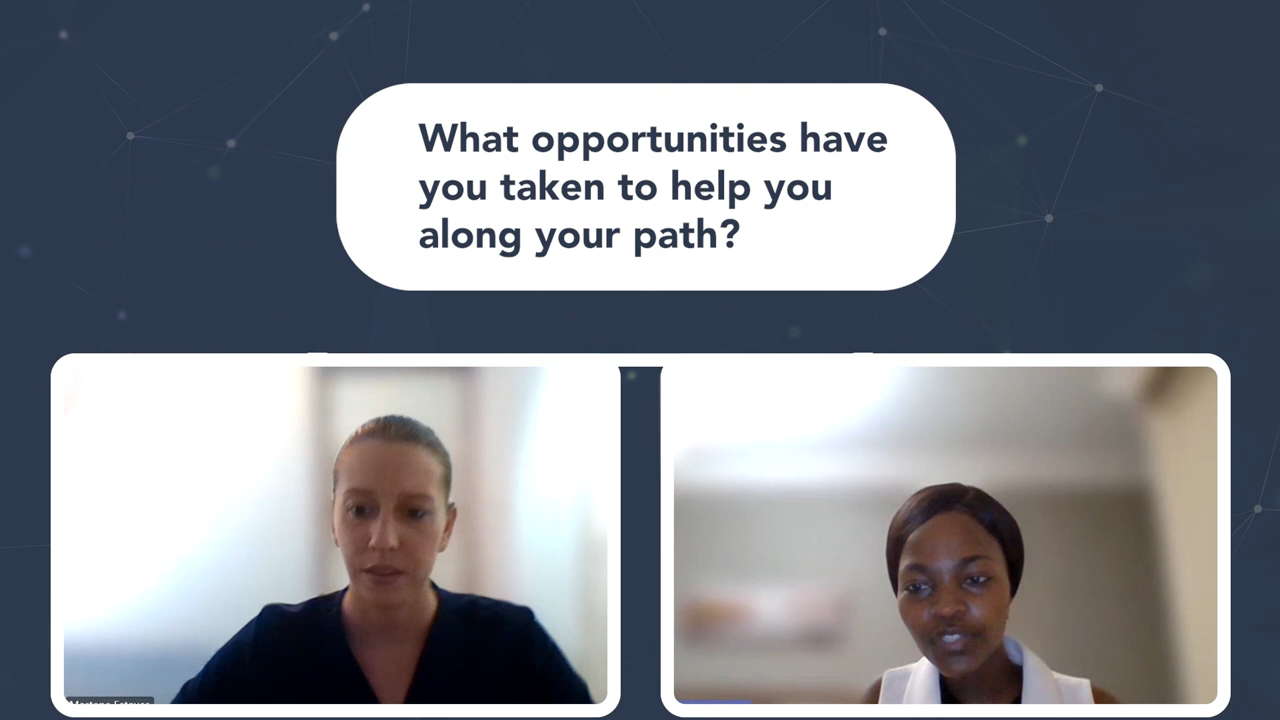 What opportunities have
you taken to help you
along your path?